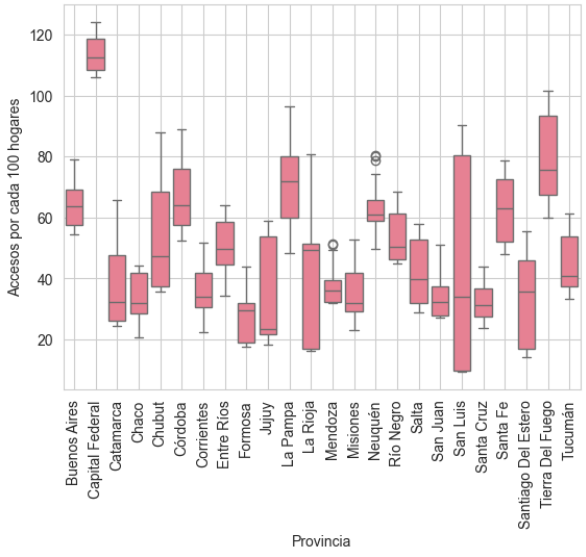 Accesos por cada 100 hogares
120
100
80
60
40
20
Buenos Aires
Capital Federal
Catamarca
Chaco
Chubut
Córdoba
Corrientes
Entre Ríos
Formosa
Jujuy
La Pampa
La Rioja
Mendoza
Misiones
Neuquén
Río Negro
Salta
San Juan
San Luis
Santa Cruz
Santa Fe
Santiago Del Estero
Tierra Del Fuego
Tucumán
Provincia